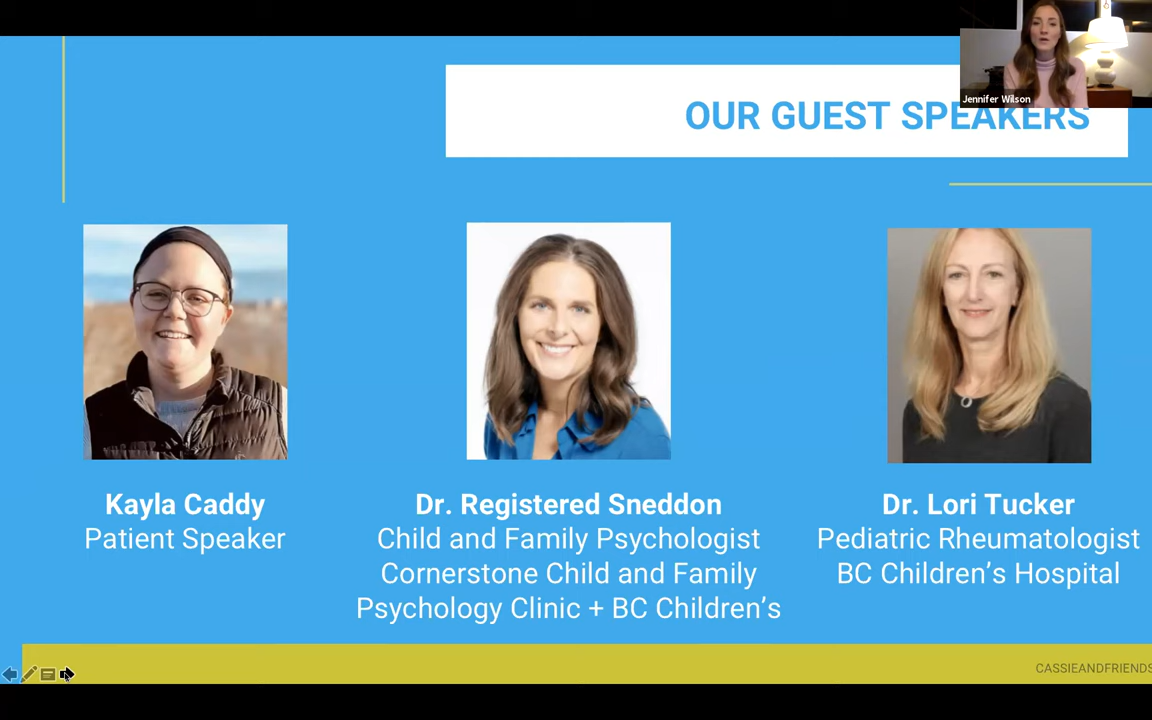 Jennifer Wilson
OUR GUEST SPEAKERS
Kayla Caddy
Patient Speaker
Dr. Registered Sneddon
Child and Family Psychologist
Cornerstone Child and Family
Psychology Clinic + BC Children’s
Dr. Lori Tucker
Pediatric Rheumatologist
BC Children’s Hospital
CASSIEANDFRIENDS